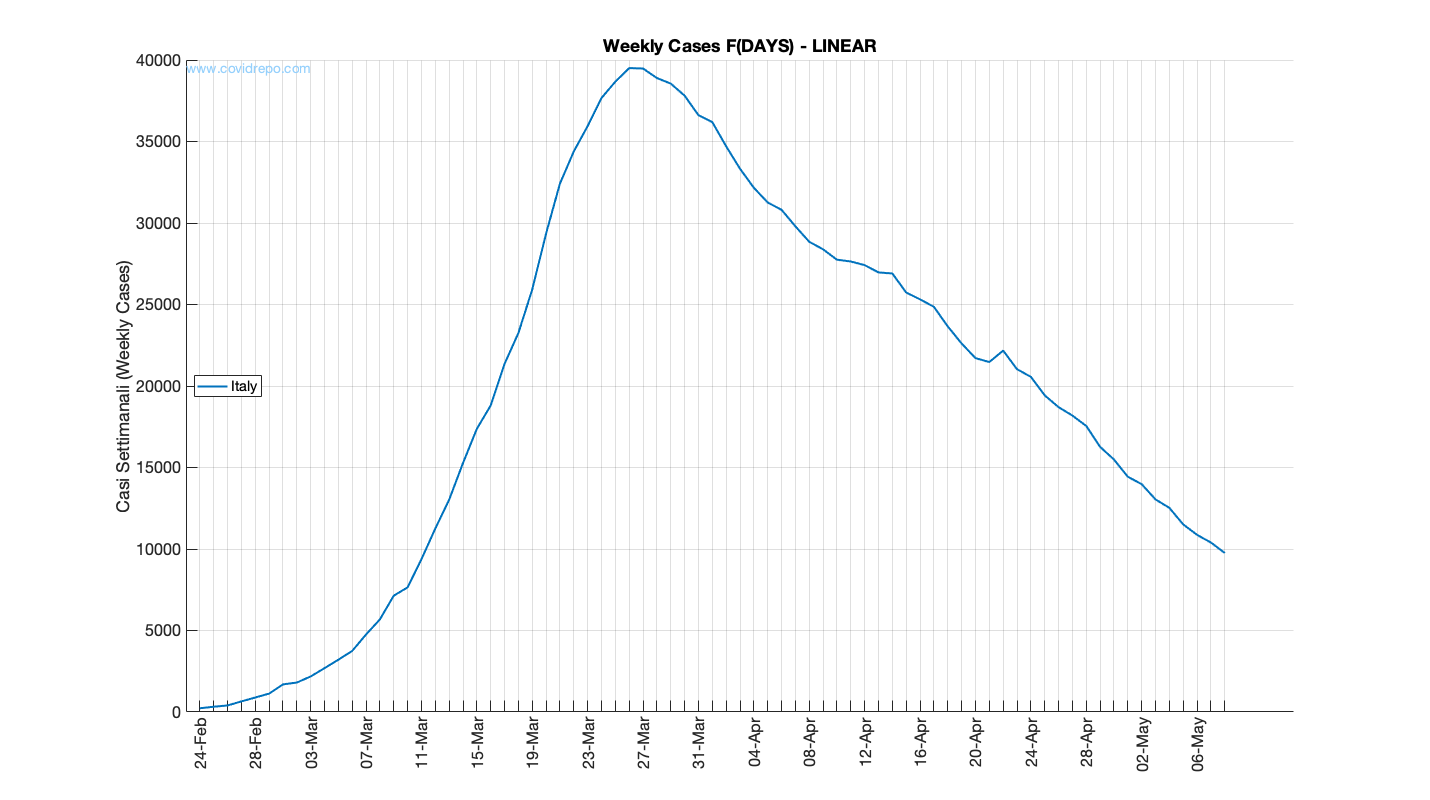 Weekly Cases F(DAYS) - LINEAR
www.covidrepo.com
40000
35000
30000
25000
20000
15000
10000
5000
0
Casi Settimanali (Weekly Cases)
Italy
24-Feb
28-Feb
03-Mar
07-Mar
11-Mar
15-Mar
19-Mar
23-Mar
27-Mar
31-Mar
04-Apr
08-Apr
12-Apr
16-Apr
20-Apr
24-Apr
28-Apr
02-May
06-May